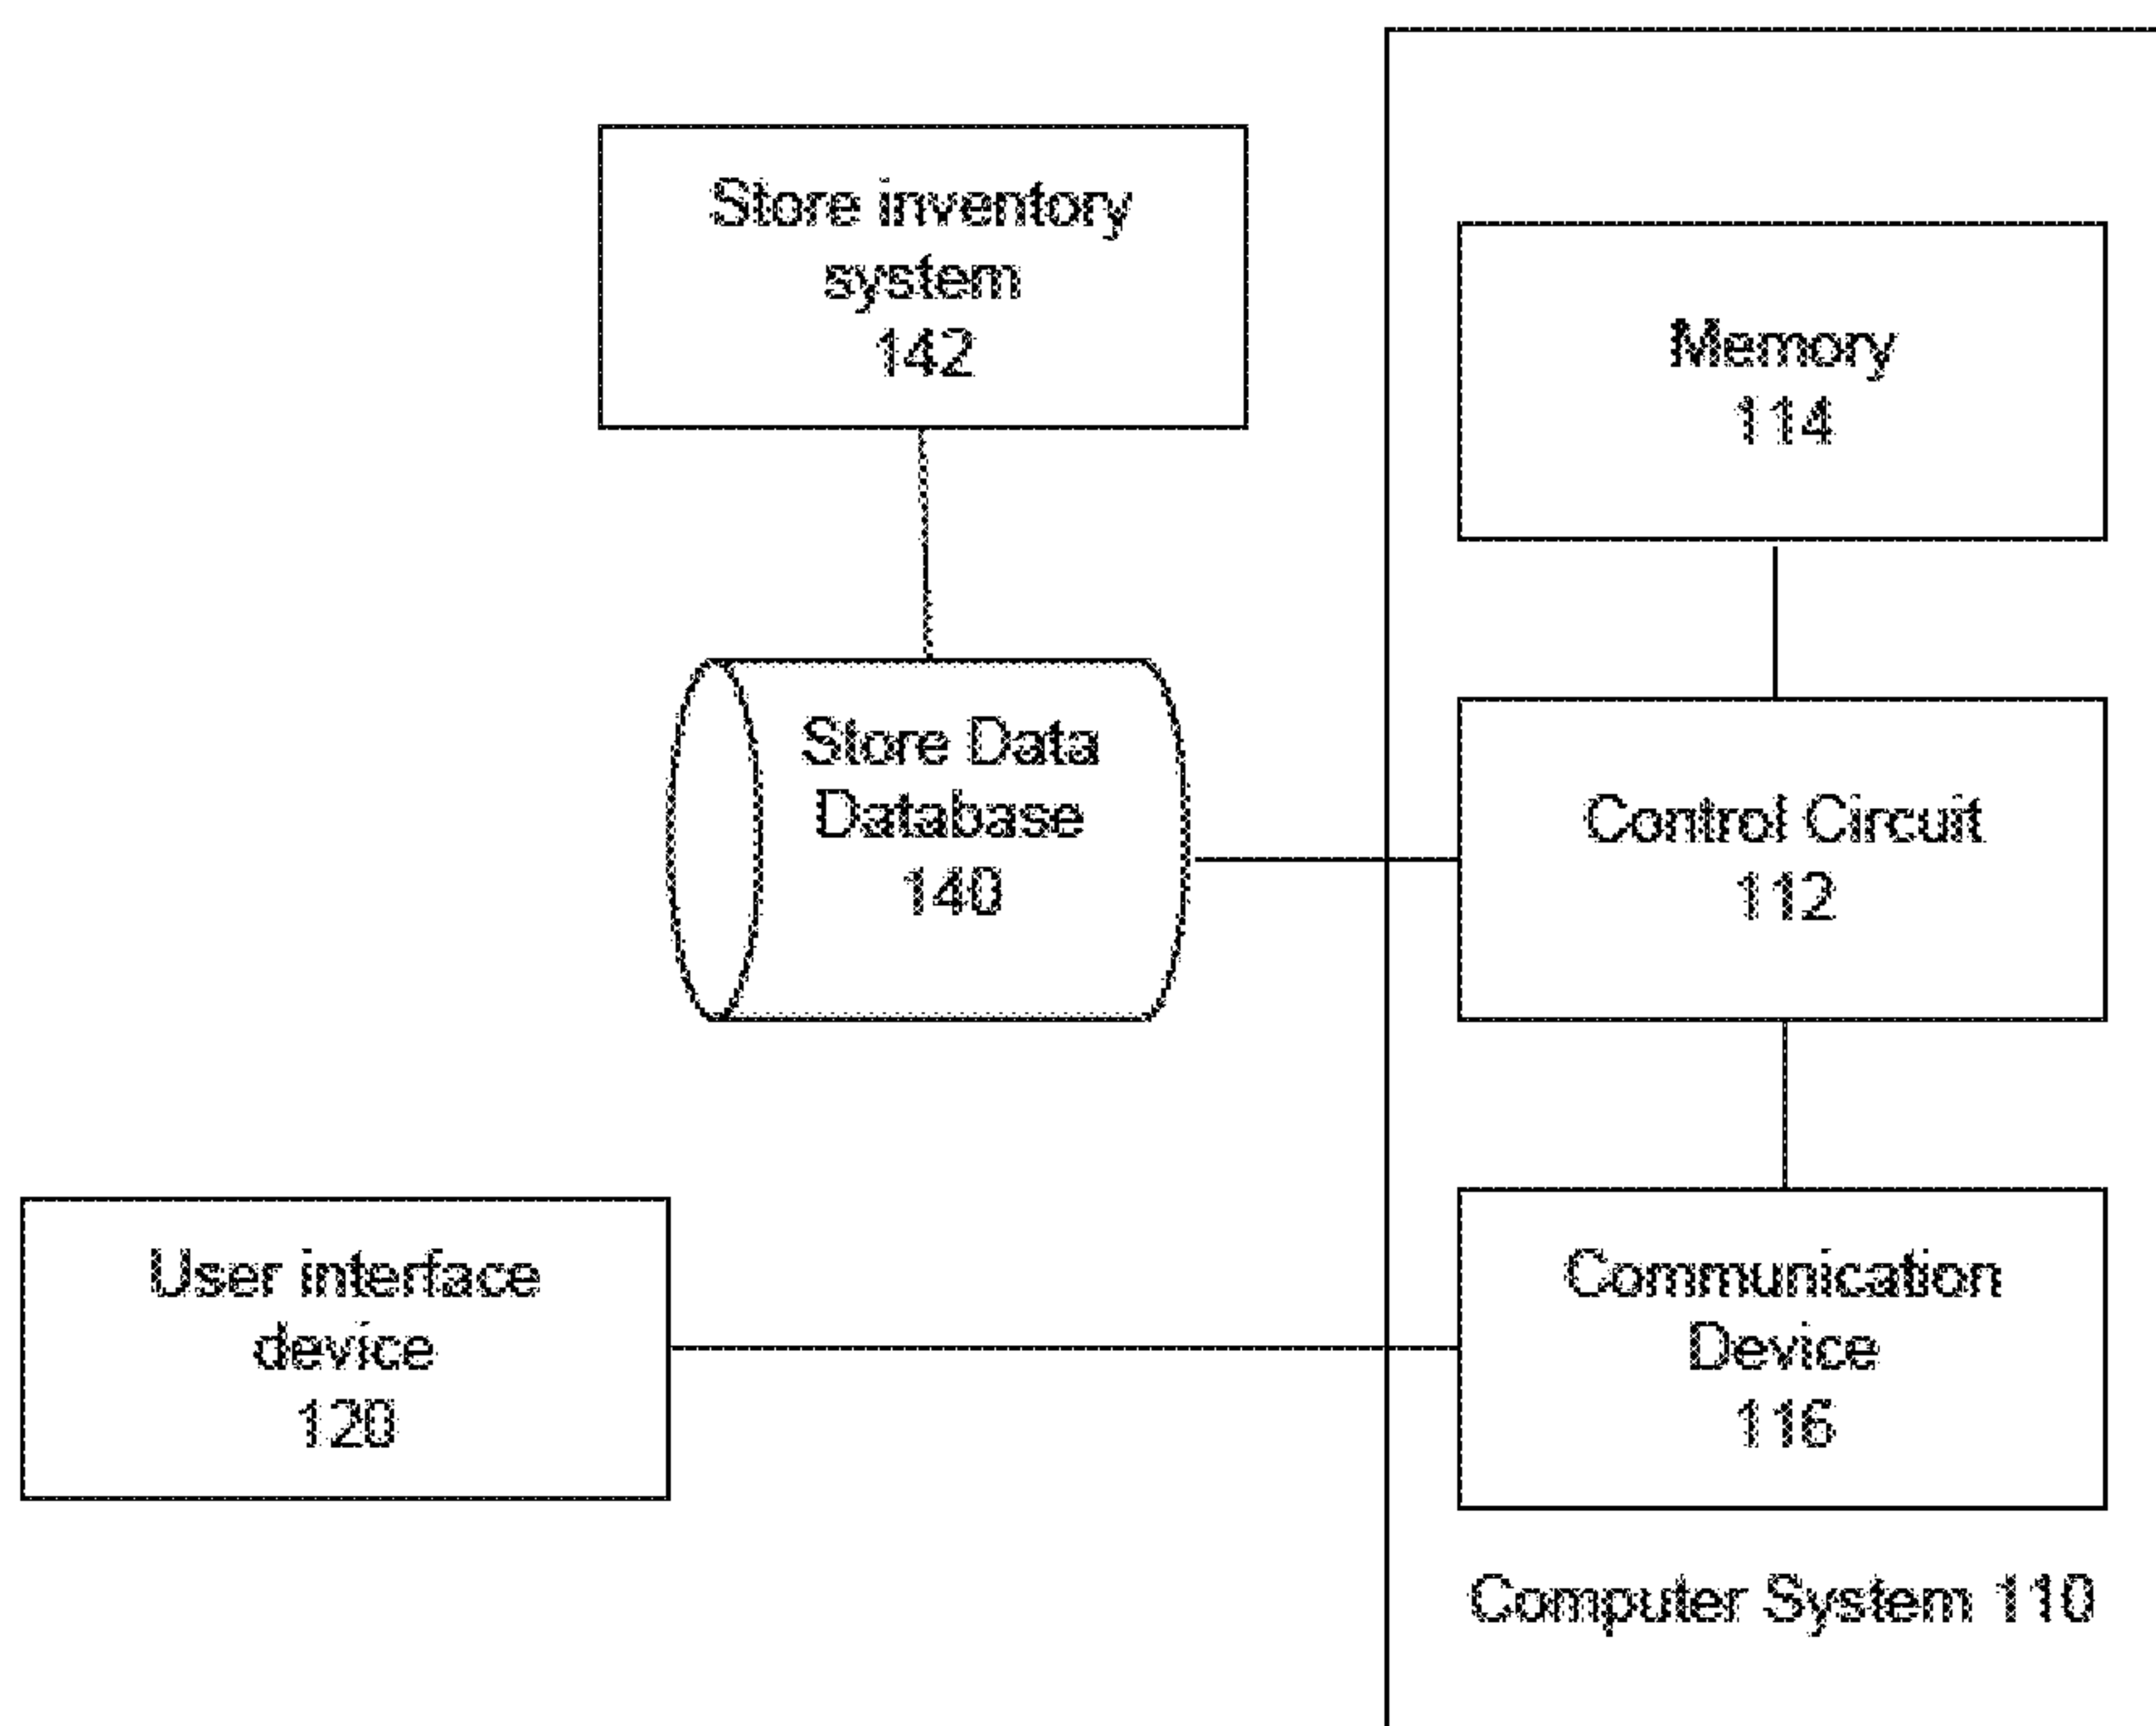 Store inventory
system
142
Memory
114
Store Data
Database
140
Control Circuit
112
User interface
device
120
Communication
Device
116
Computer System 110